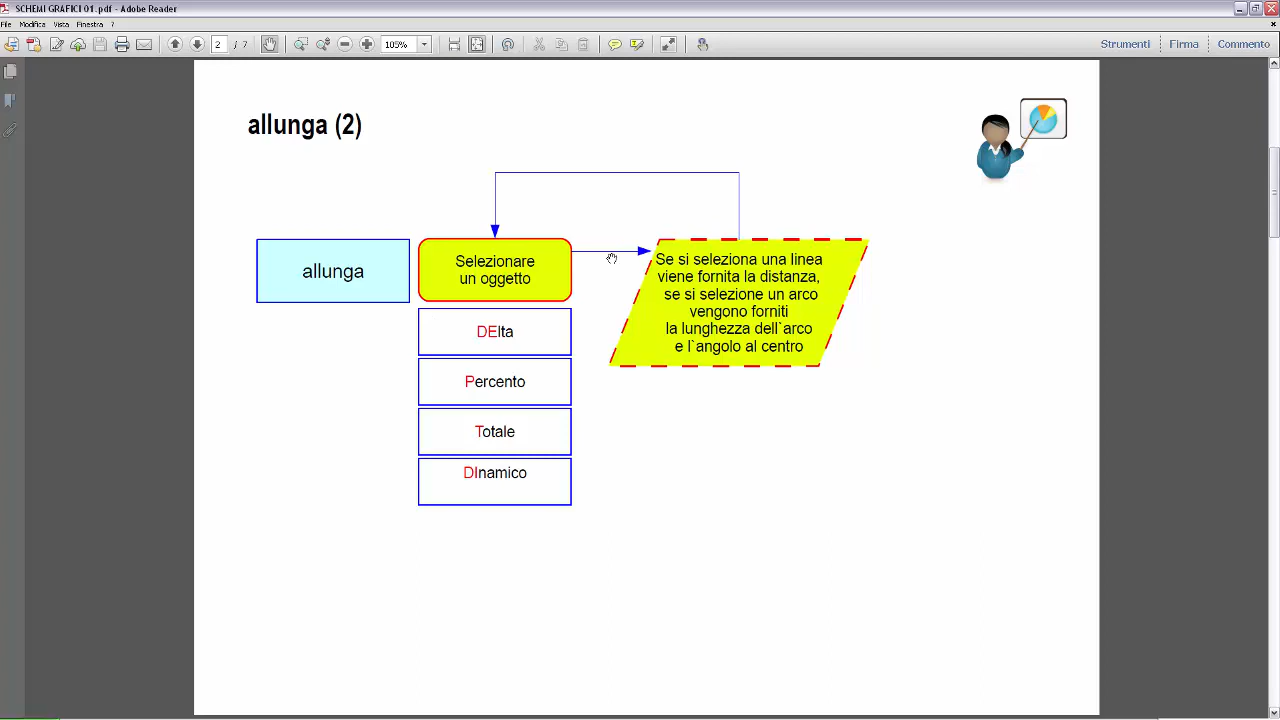 SCHEMI GRAFICI 01.pdf - Adobe Reader
File Modifica Vista Finestra ?
2 / 7 105% Strumenti Firma Commento
allunga (2)
allunga
Selezionare
un oggetto
DElta
Percento
Totale
DInamico
Se si seleziona una linea
viene fornita la distanza,
se si selezione un arco
vengono forniti
la lunghezza dell`arco
e l`angolo al centro